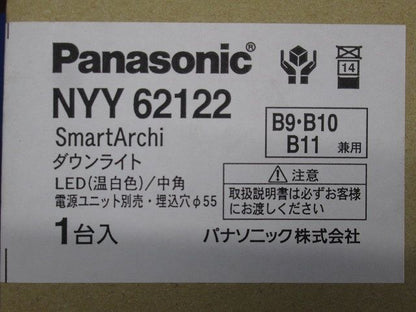 Panasonic®
14
NYY 62122
SmartArchi
B9・B10
B11 兼用
ダウンライト
LED(温白色)/中角
電源ユニット別売・埋込穴φ55
1台入
⚠注意
取扱説明書は必ずお客様
にお渡しください
パナソニック株式会社